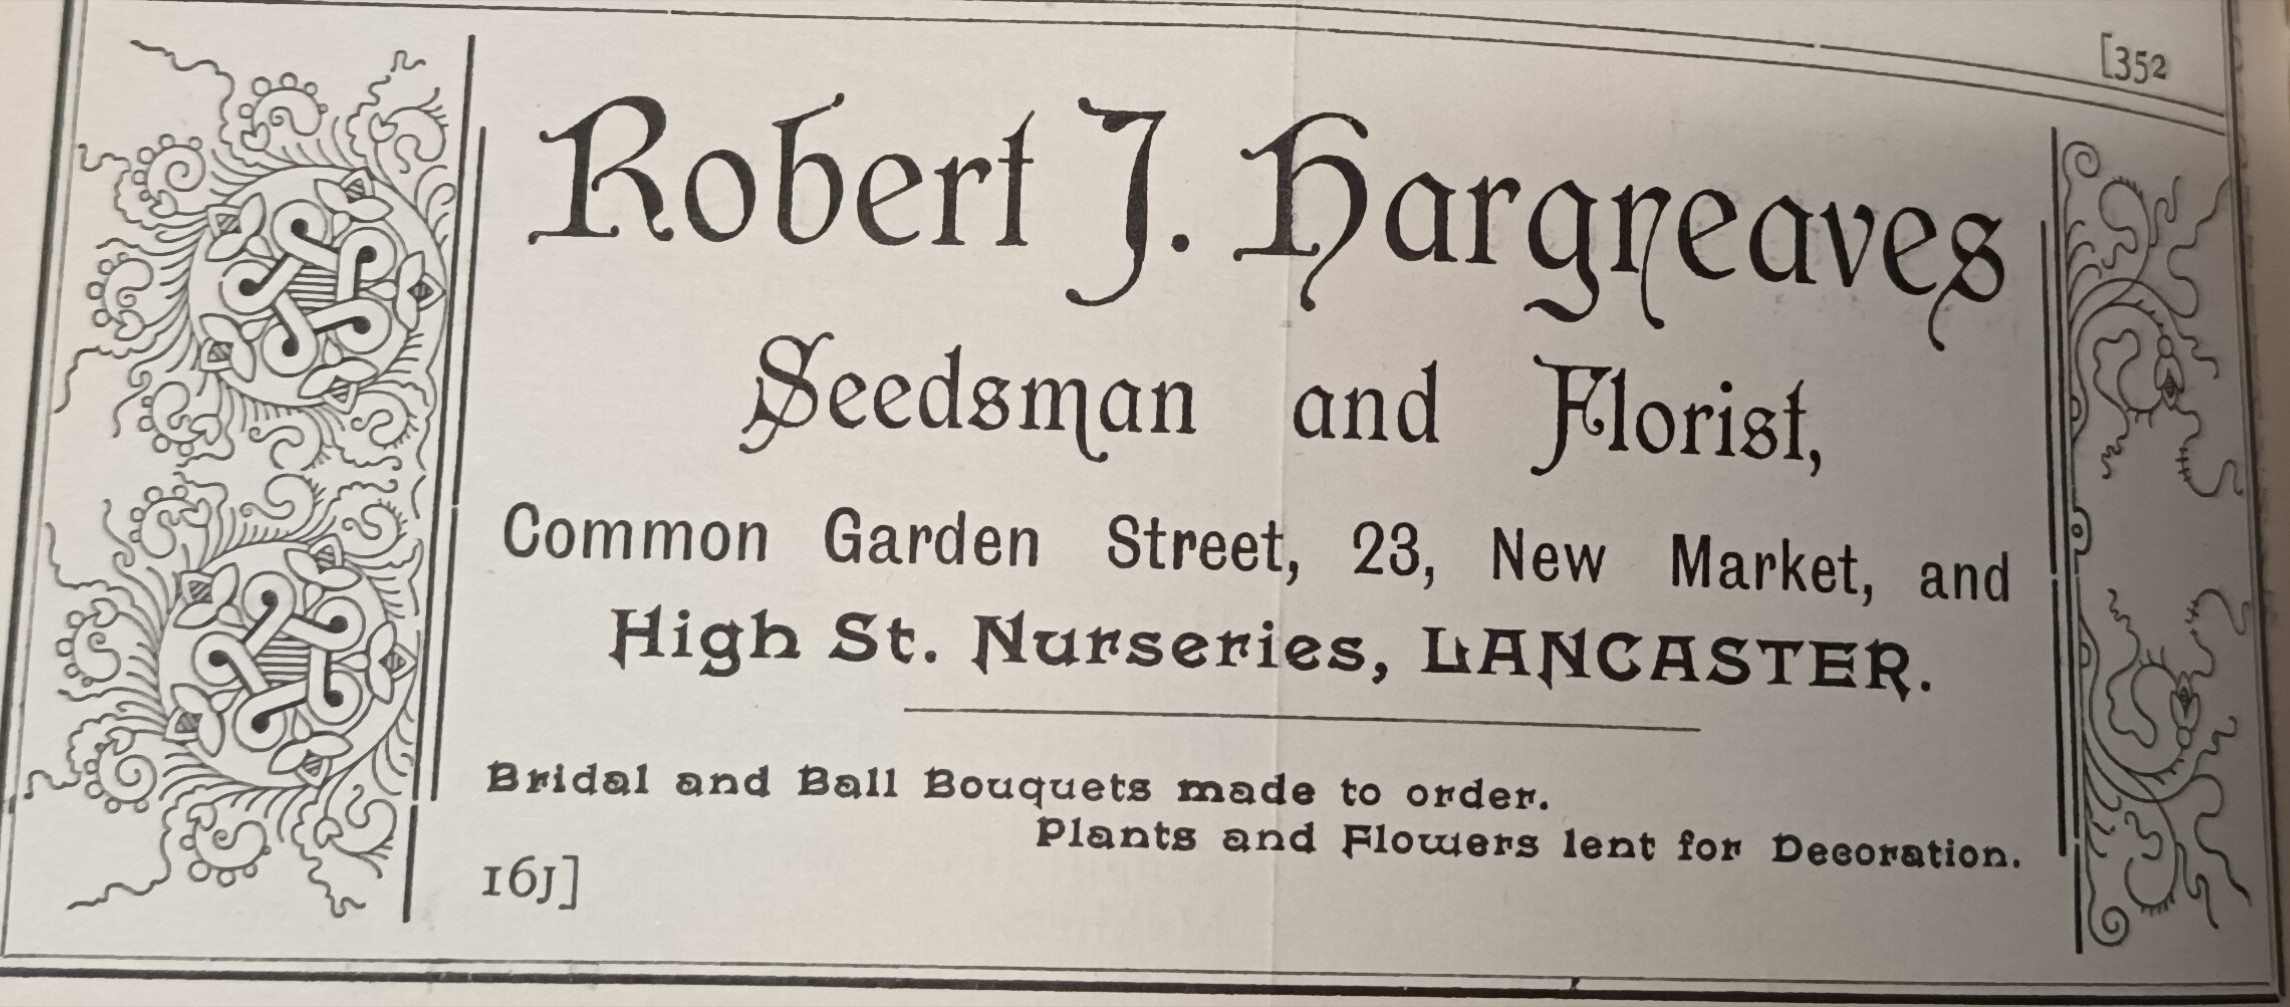 [352
Robert J. Hargreaves
Seedsman and Florist,
Common Garden Street, 23, New Market, and
High St. Nurseries, LANCASTER.
Bridal and Ball Bouquets made to order.
Plants and Flowers lent for Decoration.
16J]